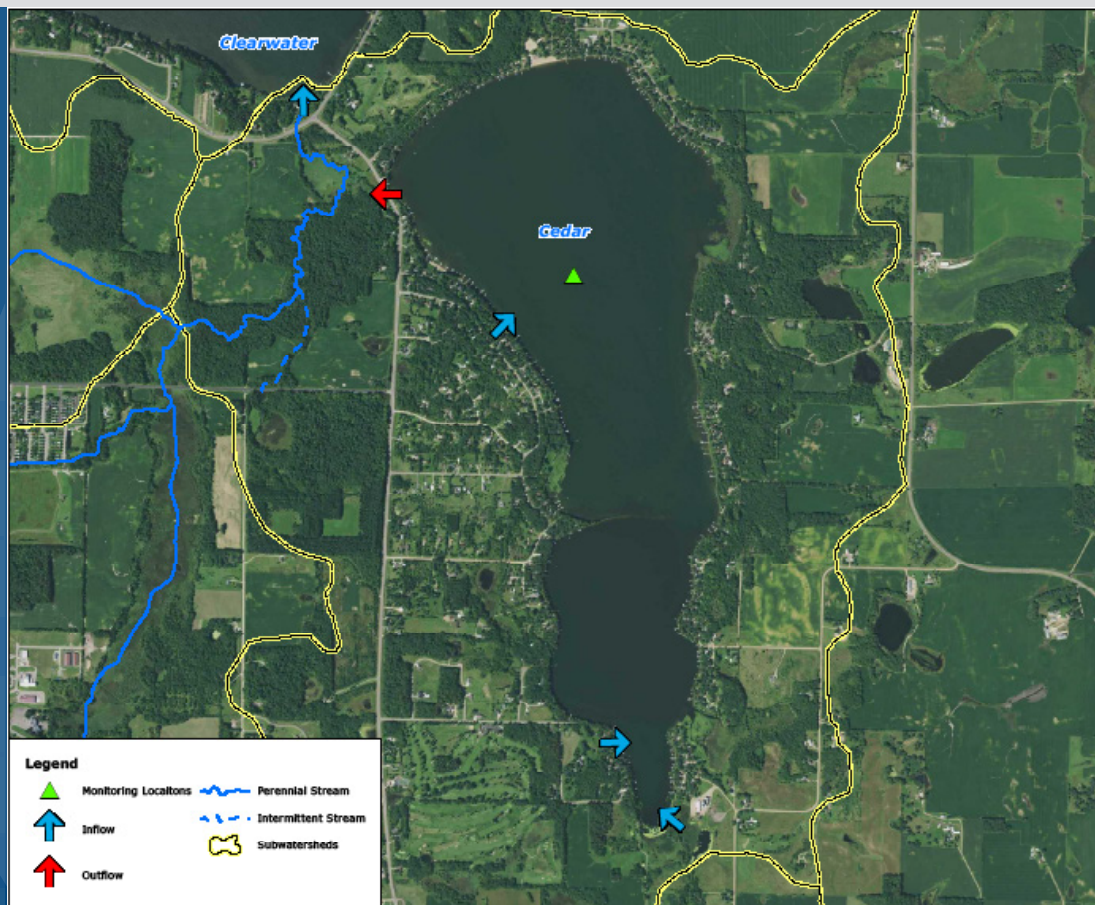 Clearwater
Cedar
Legend
Monitoring Locaitons
Perennial Stream
Inflow
Intermittent Stream
Subwatersheds
Outflow